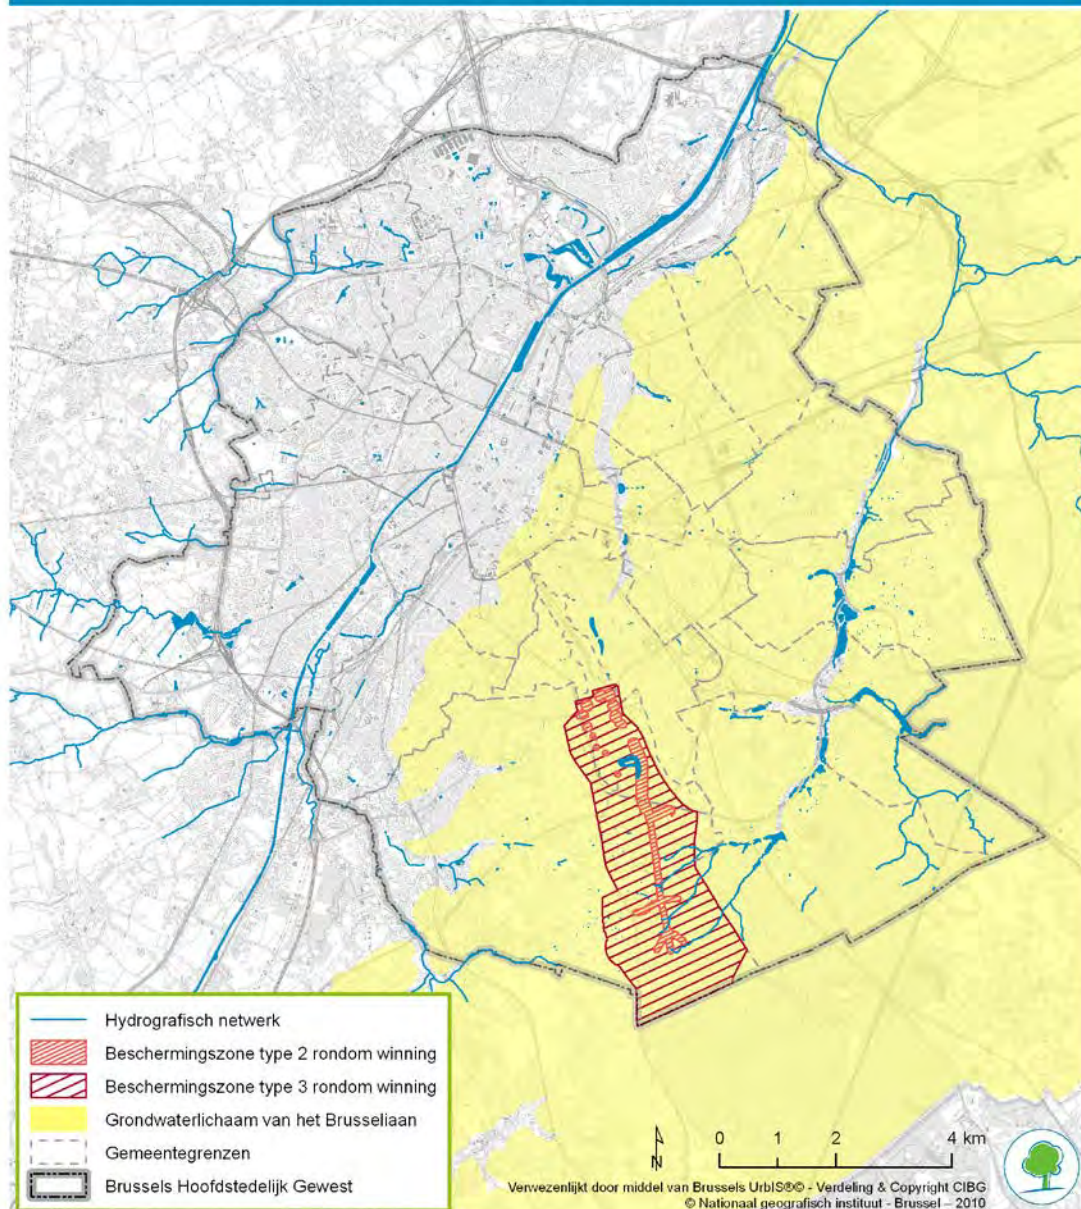 Hydrografisch netwerk
Beschermingszone type 2 rondom winning
Beschermingszone type 3 rondom winning
Grondwaterlichaam van het Brusseliaan
Gemeentegrenzen
Brussels Hoofdstedelijk Gewest
N
0 1 2 4 km
Verwezenlijkt door middel van Brussels UrbIS®© - Verdeling & Copyright CIBG
© Nationaal geografisch instituut - Brussel – 2010